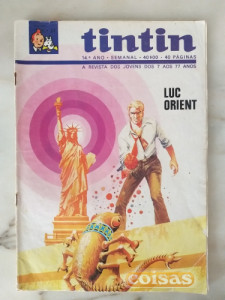 tintin
16.º ANO - SEMANAL - 40$00 - 40 PÁGINAS
A REVISTA DOS JOVENS DOS 7 AOS 77 ANOS
LUC
ORIENT
coisas